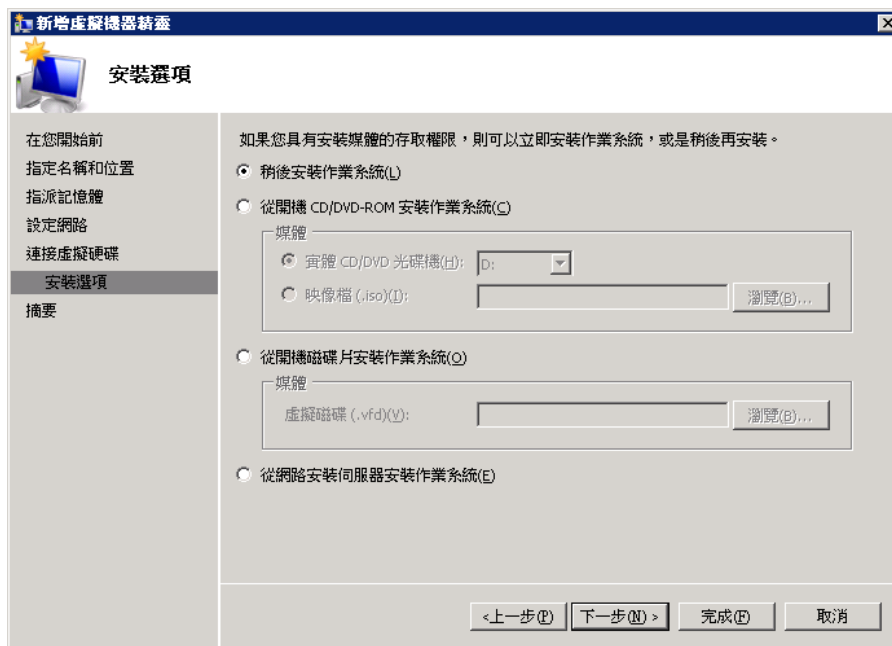 新增虛擬機器精靈
安裝選項
在您開始前
指定名稱和位置
指派記憶體
設定網路
連接虛擬硬碟
安裝選項
摘要
如果您具有安裝媒體的存取權限，則可以立即安裝作業系統，或是稍後再安裝。
稍後安裝作業系統(L)
從開機 CD/DVD-ROM 安裝作業系統(C)
媒體
實體 CD/DVD 光碟機(H): D:
映像檔 (.iso)(I): 瀏覽(B)...
從開機磁碟片安裝作業系統(O)
媒體
虛擬磁碟 (.vfd)(V): 瀏覽(B)...
從網路安裝伺服器安裝作業系統(E)
<上一步(P) 下一步(N) > 完成(F) 取消